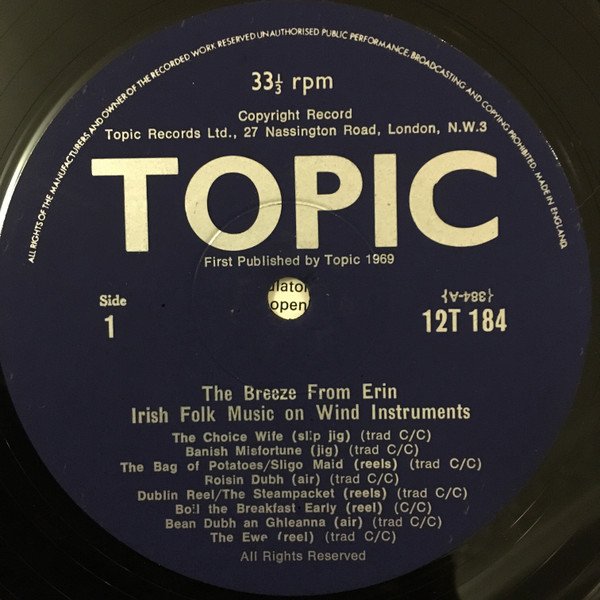 ALL RIGHTS OF THE MANUFACTURERS AND OWNER OF THE RECORDED WORK RESERVED UNAUTHORISED PUBLIC PERFORMANCE, BROADCASTING AND COPYING PROHIBITED. MADE IN ENGLAND.
33⅓ rpm
Copyright Record
Topic Records Ltd., 27 Nassington Road, London, N.W.3
TOPIC
First Published by Topic 1969
ulator
open
Side
1
{384-A}
12T 184
The Breeze From Erin
Irish Folk Music on Wind Instruments
The Choice Wife (slip jig) (trad C/C)
Banish Misfortune (jig) (trad C/C)
The Bag of Potatoes/Sligo Maid (reels) (trad C/C)
Roisin Dubh (air) (trad C/C)
Dublin Reel/The Steampacket (reels) (trad C/C)
Boil the Breakfast Early (reel) (C/C)
Bean Dubh an Ghleanna (air) (trad C/C)
The Ewe (reel) (trad C/C)
All Rights Reserved